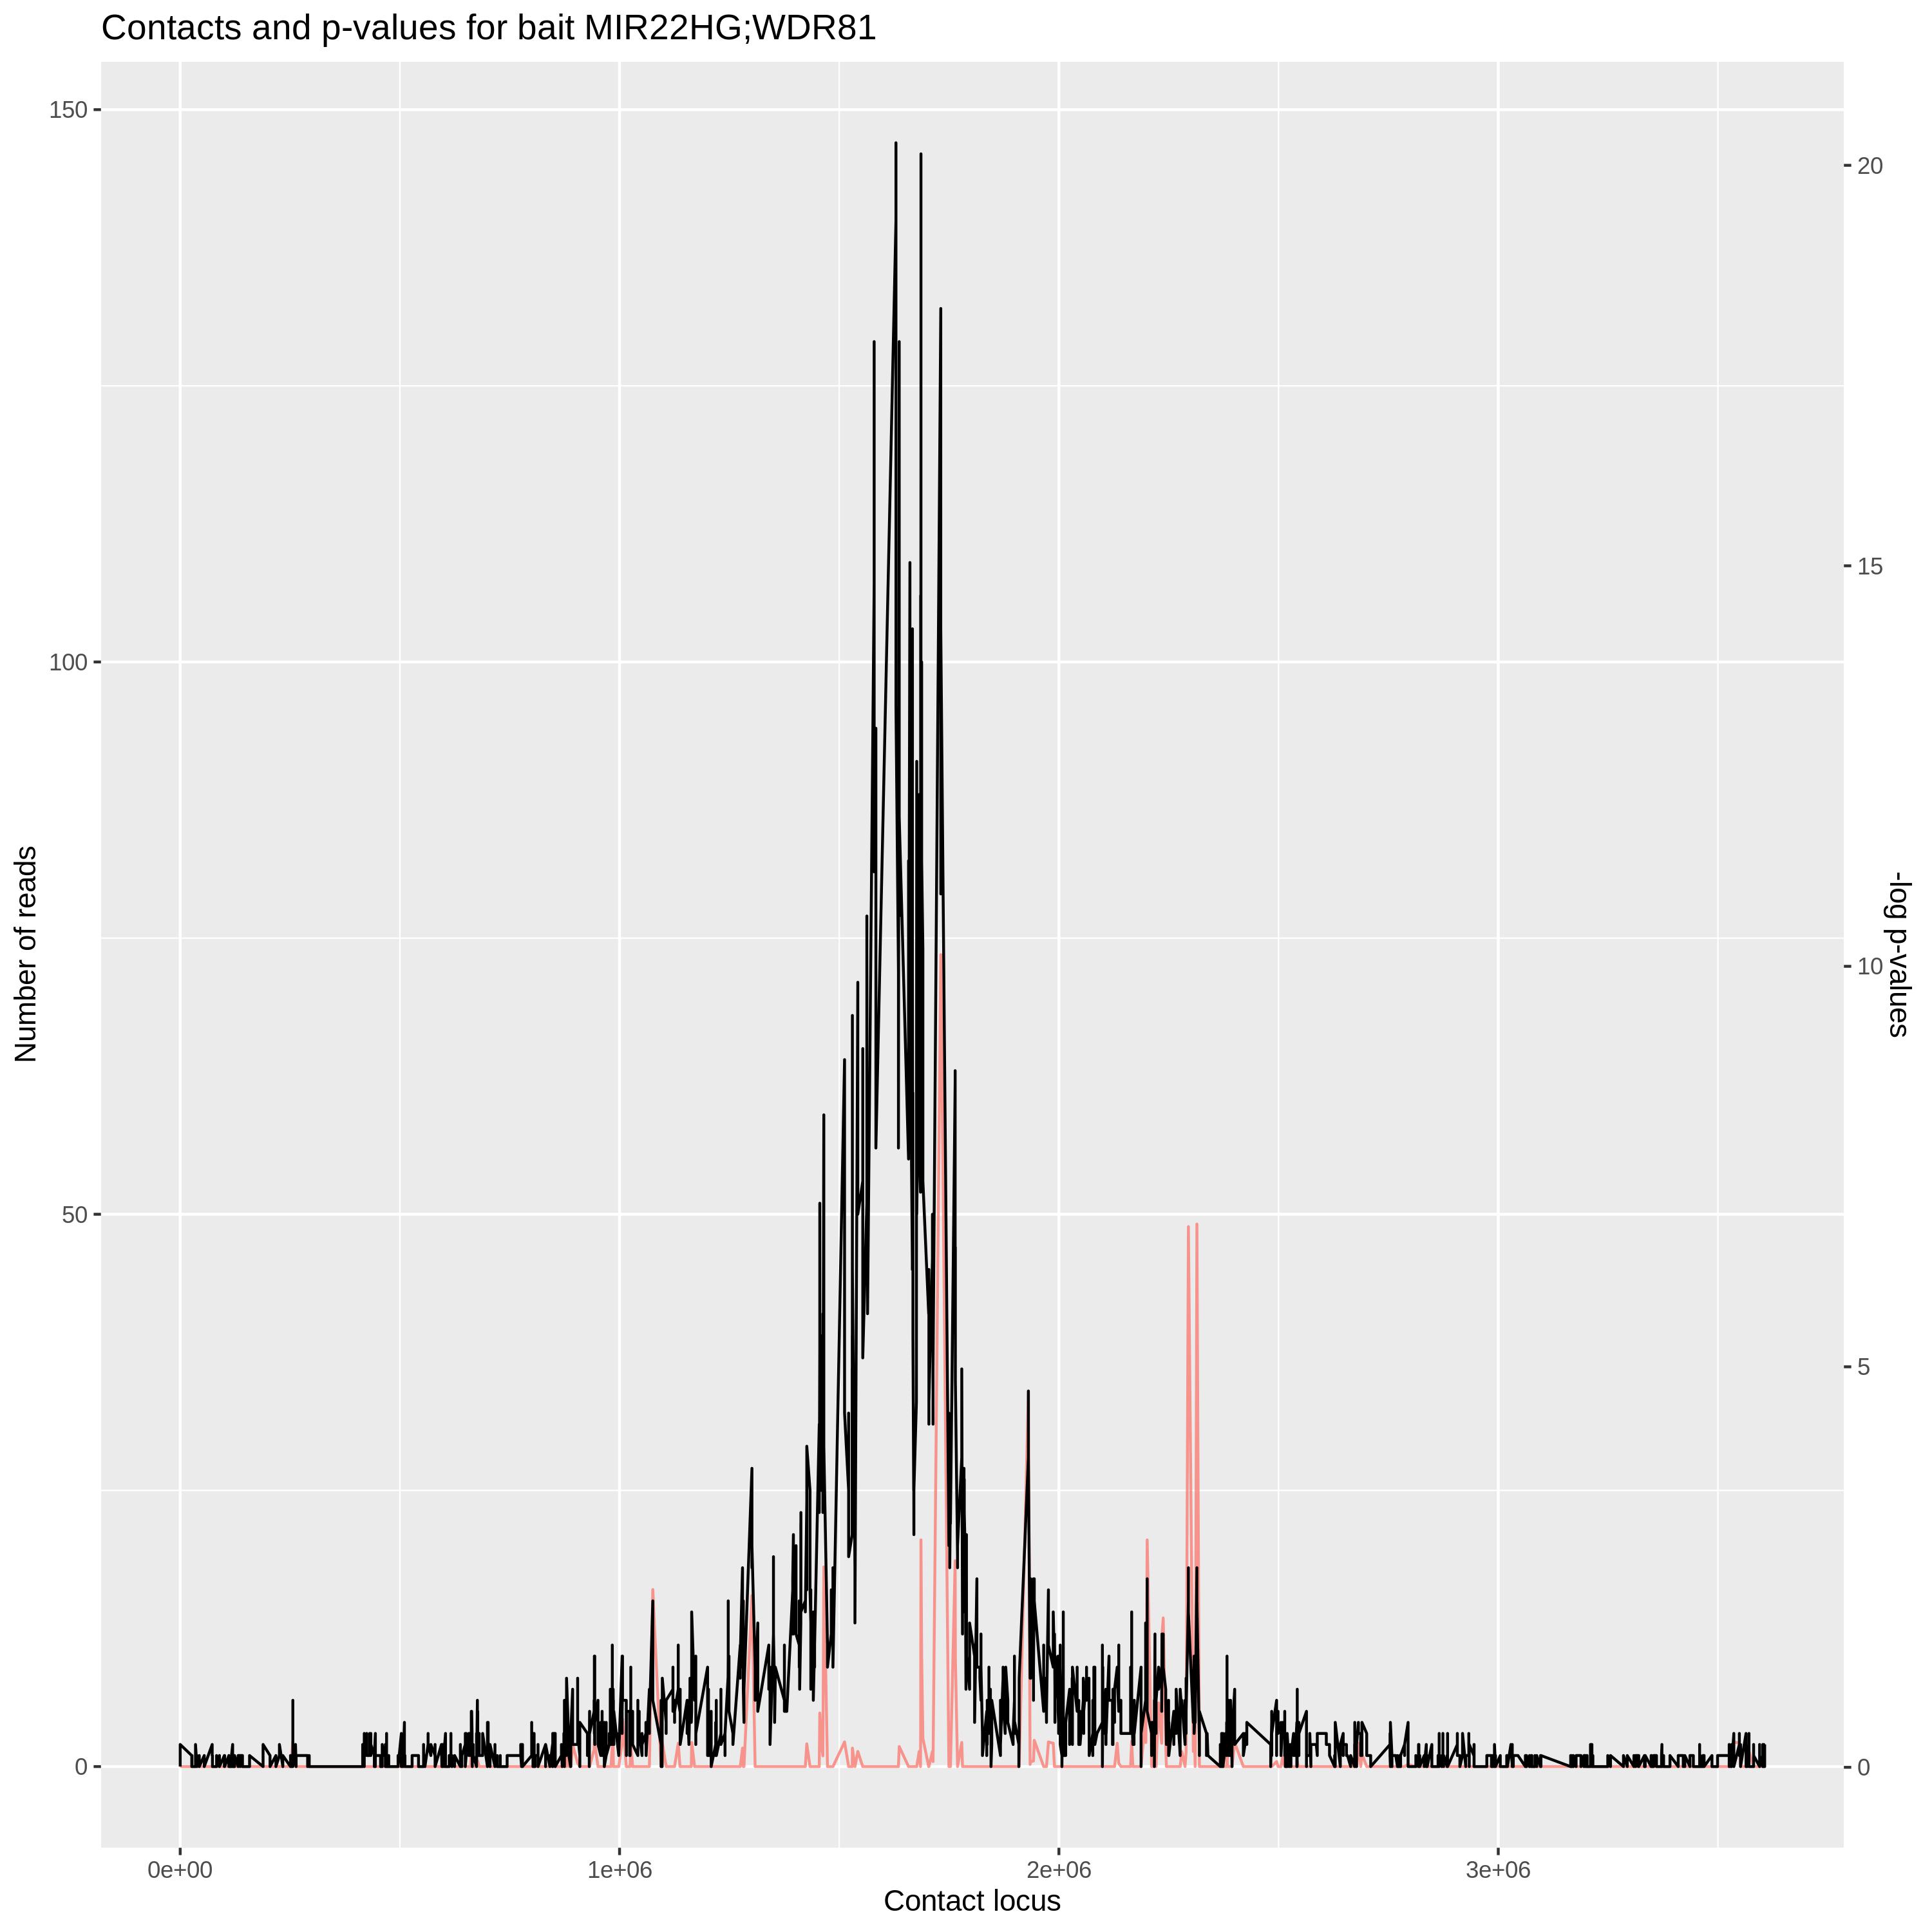 Contacts and p-values for bait MIR22HG;WDR81
150
100
50
0
Number of reads
20
15
10
5
0
-log p-values
0e+00 1e+06 2e+06 3e+06
Contact locus